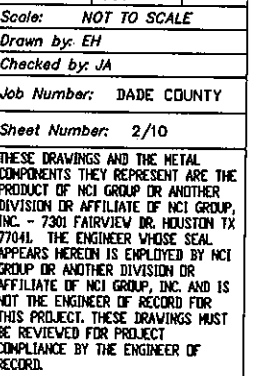 Scale: NOT TO SCALE
Drawn by: EH
Checked by: JA
Job Number: DADE COUNTY
Sheet Number: 2/10
THESE DRAWINGS AND THE METAL
COMPONENTS THEY REPRESENT ARE THE
PRODUCT OF NCI GROUP OR ANOTHER
DIVISION OR AFFILIATE OF NCI GROUP,
INC. - 7301 FAIRVIEW DR. HOUSTON TX
77041. THE ENGINEER WHOSE SEAL
APPEARS HEREON IS EMPLOYED BY NCI
GROUP OR ANOTHER DIVISION OR
AFFILIATE OF NCI GROUP, INC. AND IS
NOT THE ENGINEER OF RECORD FOR
THIS PROJECT. THESE DRAWINGS MUST
BE REVIEWED FOR PROJECT
COMPLIANCE BY THE ENGINEER OF
RECORD.